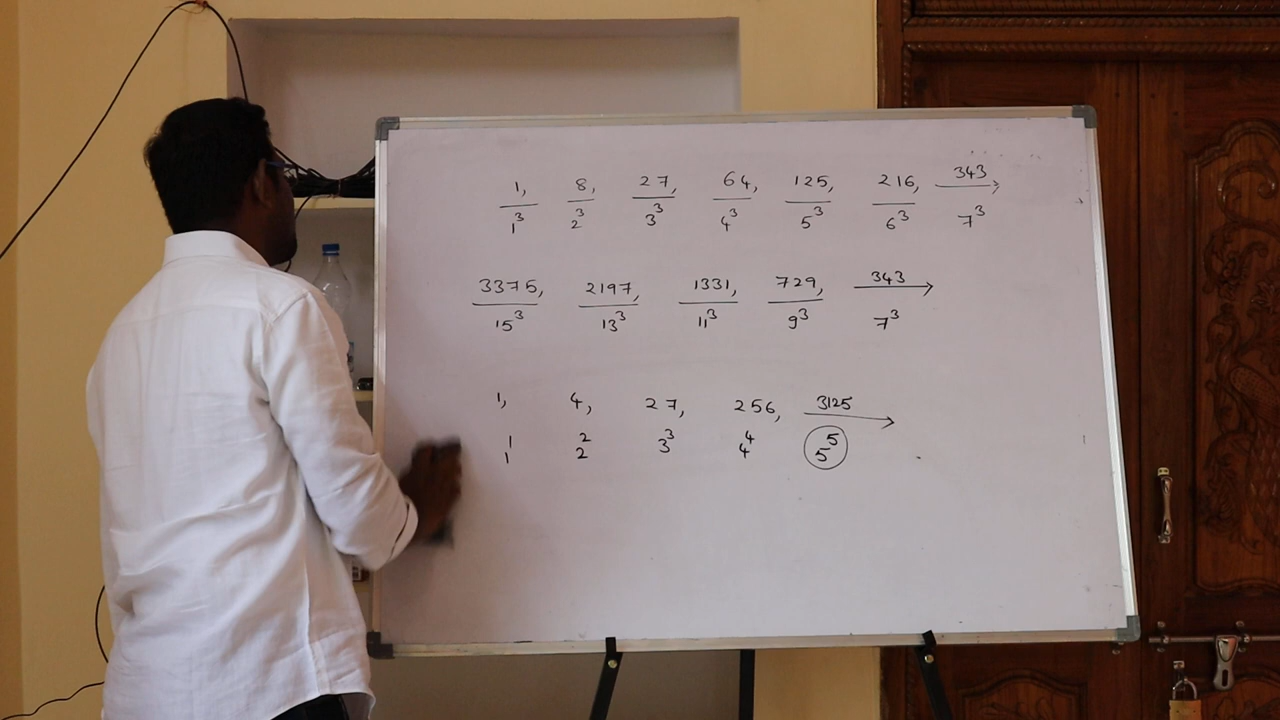 1, 8, 27, 64, 125, 216, 343
1³ 2³ 3³ 4³ 5³ 6³ 7³
3375, 2197, 1331, 729, 343
15³ 13³ 11³ 9³ 7³
1, 4, 27, 256, 3125
1¹ 2² 3³ 4⁴ 5⁵